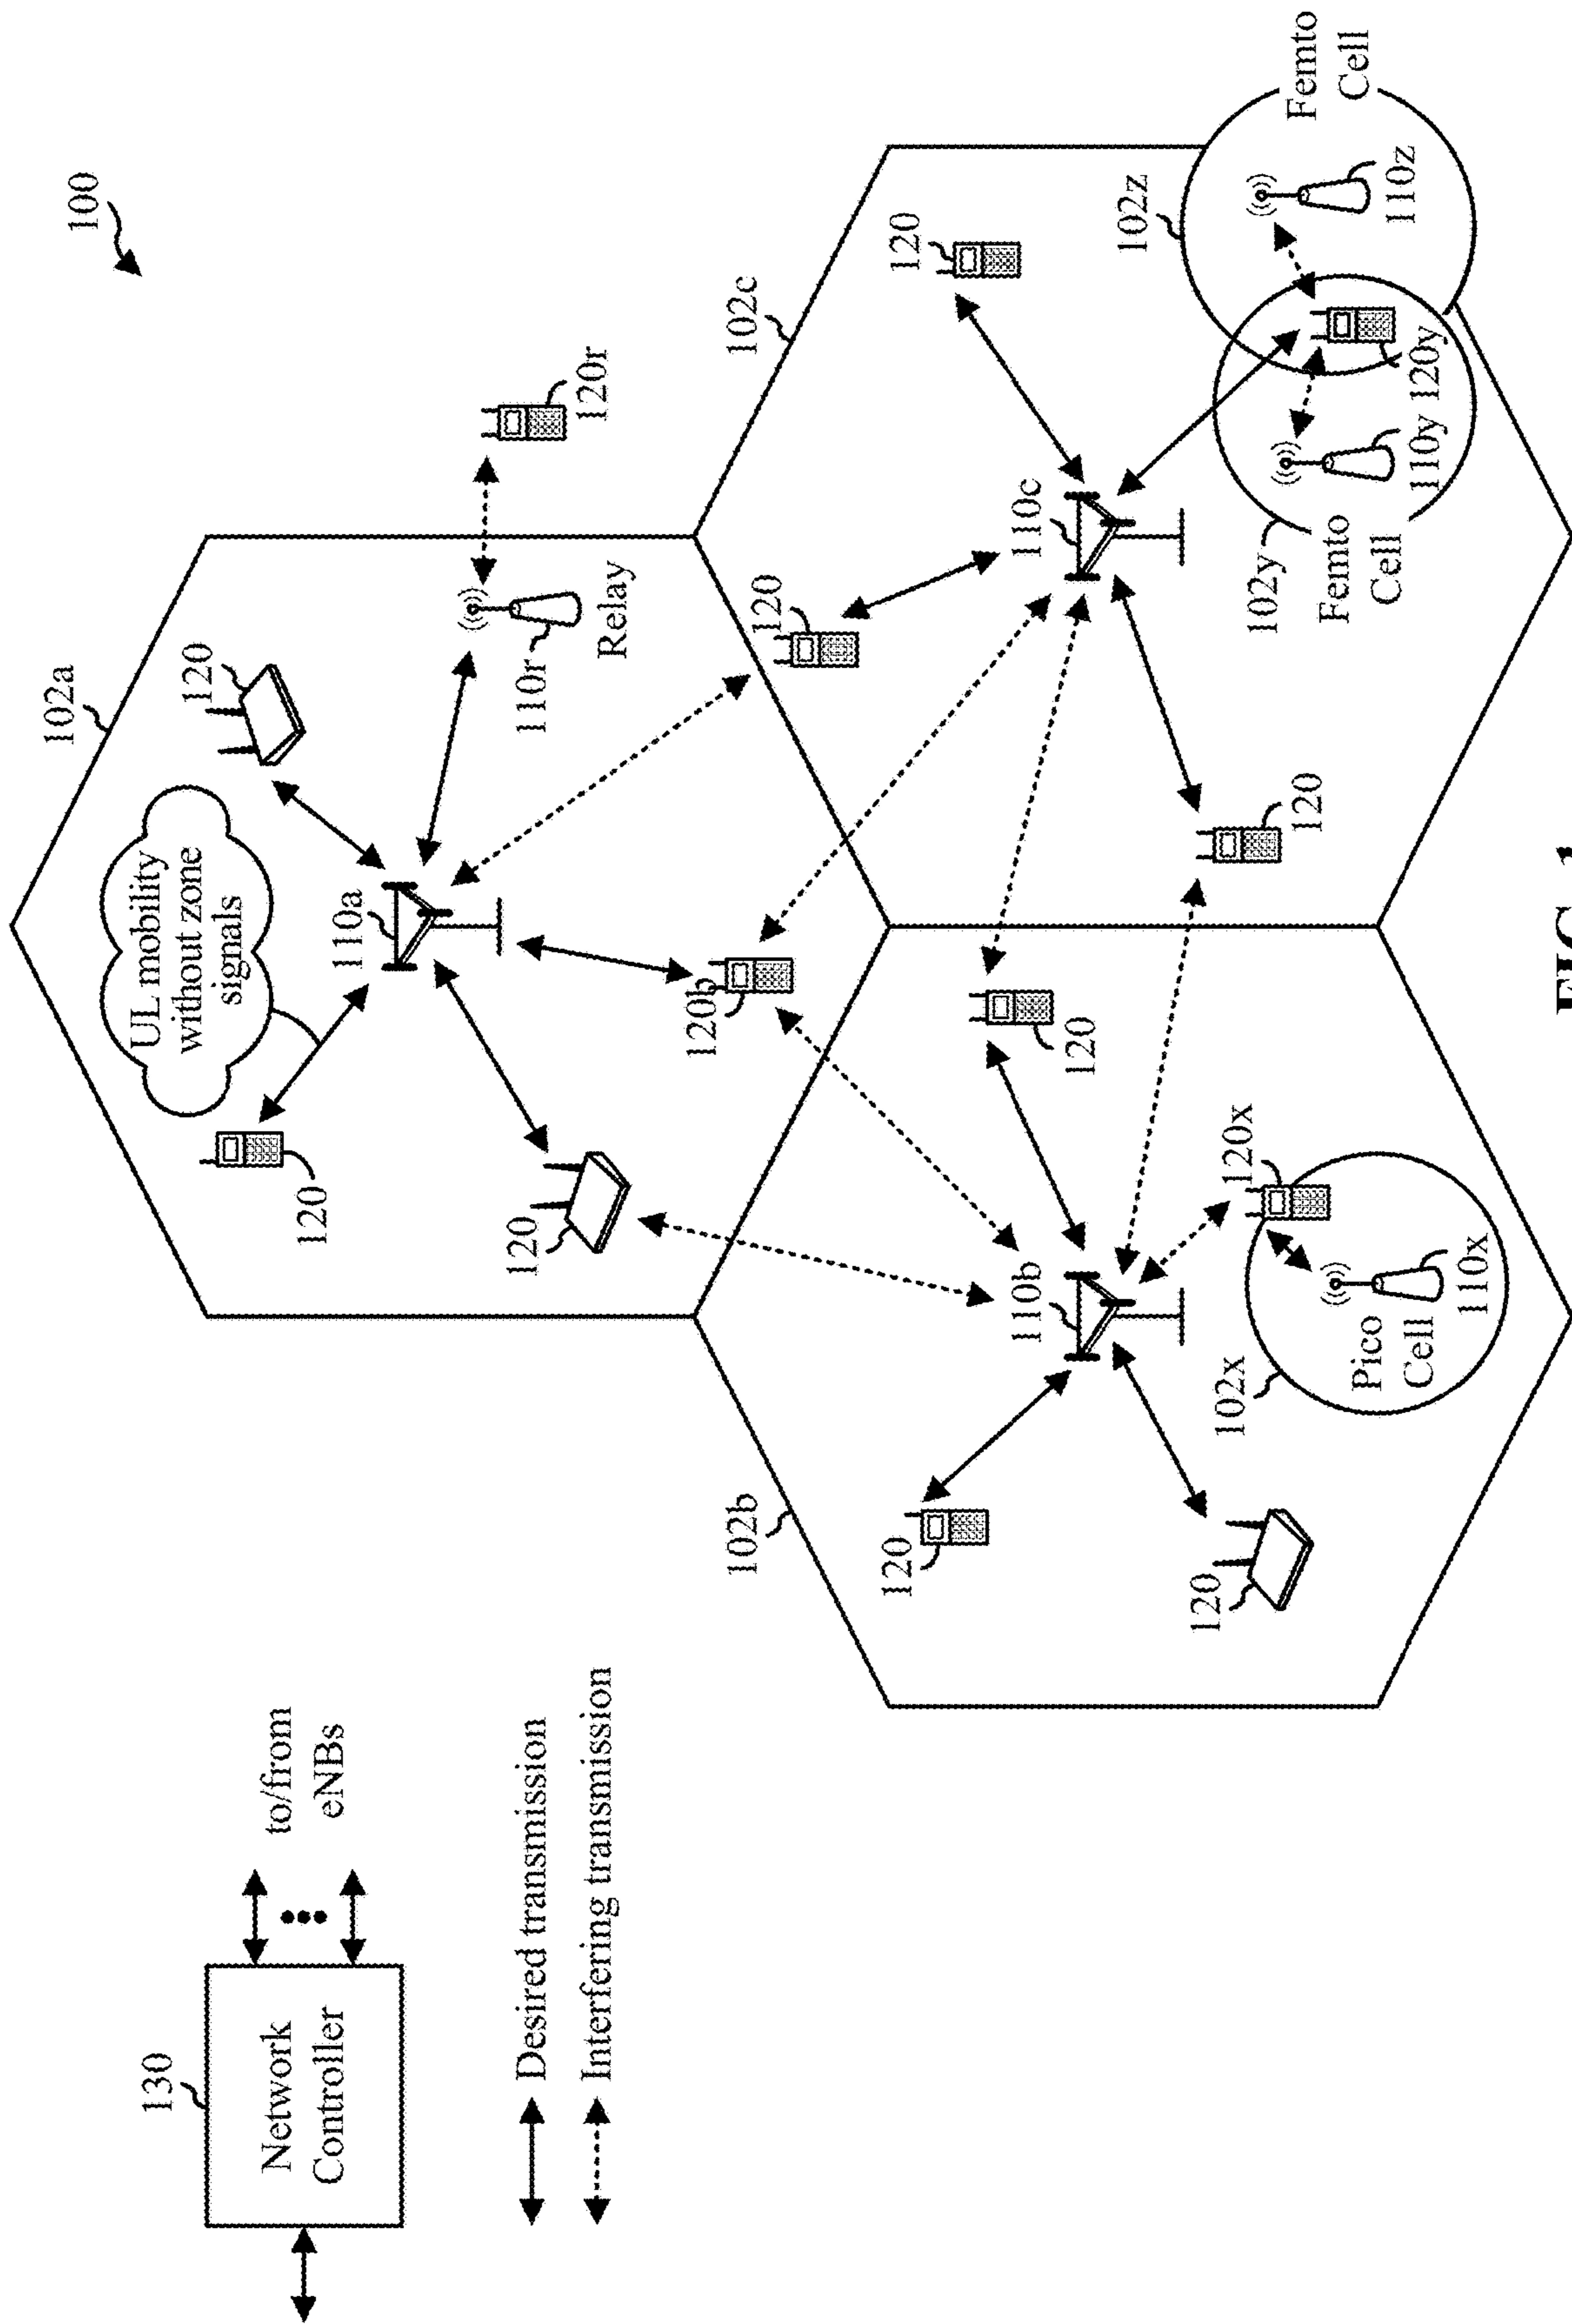 100
130
Network
Controller
to/from
eNBs
Desired transmission
Interfering transmission
102a
UL mobility
without zone
signals
120
120
110a
120
110r
Relay
120r
120b
120
102b
102c
120
120
110b
120
120
120x
102x
Pico
Cell
110x
120
110c
120
102z
Femto
Cell
110z
102y
Femto
Cell
110y
120y
FIG. 1